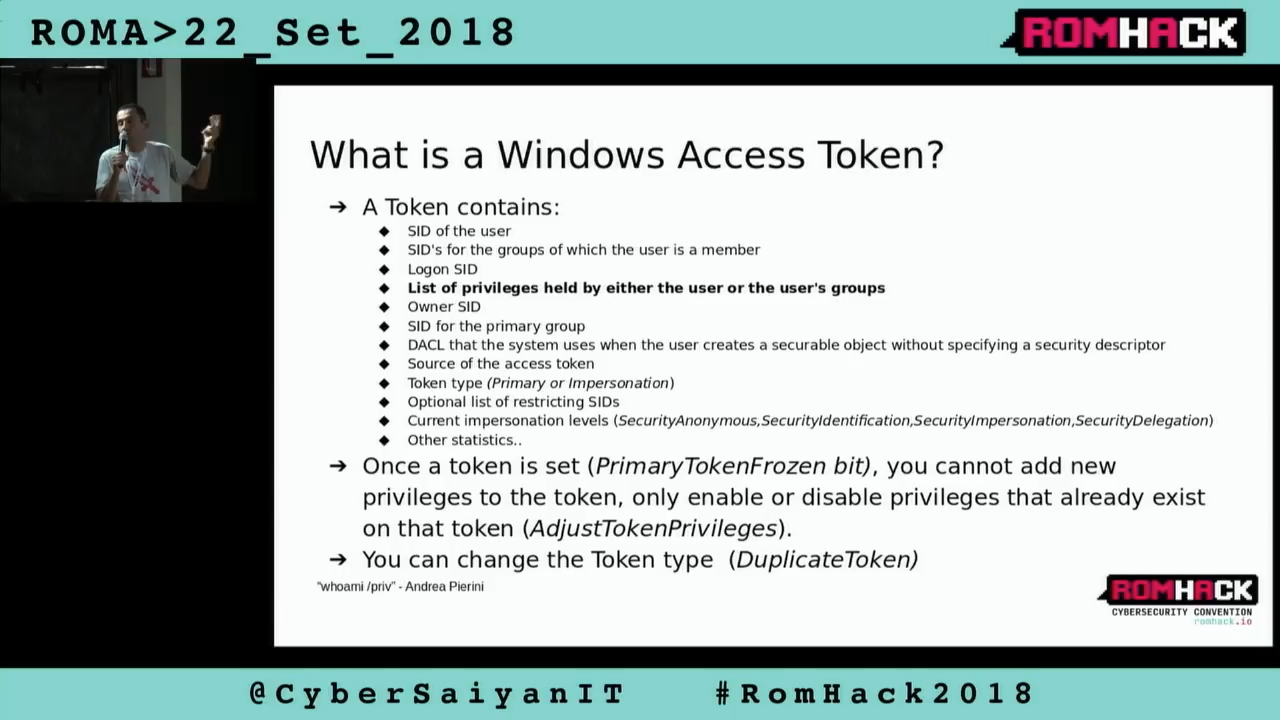 ROMA>22_Set_2018
ROMHACK
What is a Windows Access Token?
➔ A Token contains:
◆ SID of the user
◆ SID's for the groups of which the user is a member
◆ Logon SID
◆ List of privileges held by either the user or the user's groups
◆ Owner SID
◆ SID for the primary group
◆ DACL that the system uses when the user creates a securable object without specifying a security descriptor
◆ Source of the access token
◆ Token type (Primary or Impersonation)
◆ Optional list of restricting SIDs
◆ Current impersonation levels (SecurityAnonymous,SecurityIdentification,SecurityImpersonation,SecurityDelegation)
◆ Other statistics..
➔ Once a token is set (PrimaryTokenFrozen bit), you cannot add new
privileges to the token, only enable or disable privileges that already exist
on that token (AdjustTokenPrivileges).
➔ You can change the Token type (DuplicateToken)
"whoami /priv" - Andrea Pierini
ROMHACK
CYBERSECURITY CONVENTION
romhack.io
@CyberSaiyanIT #RomHack2018